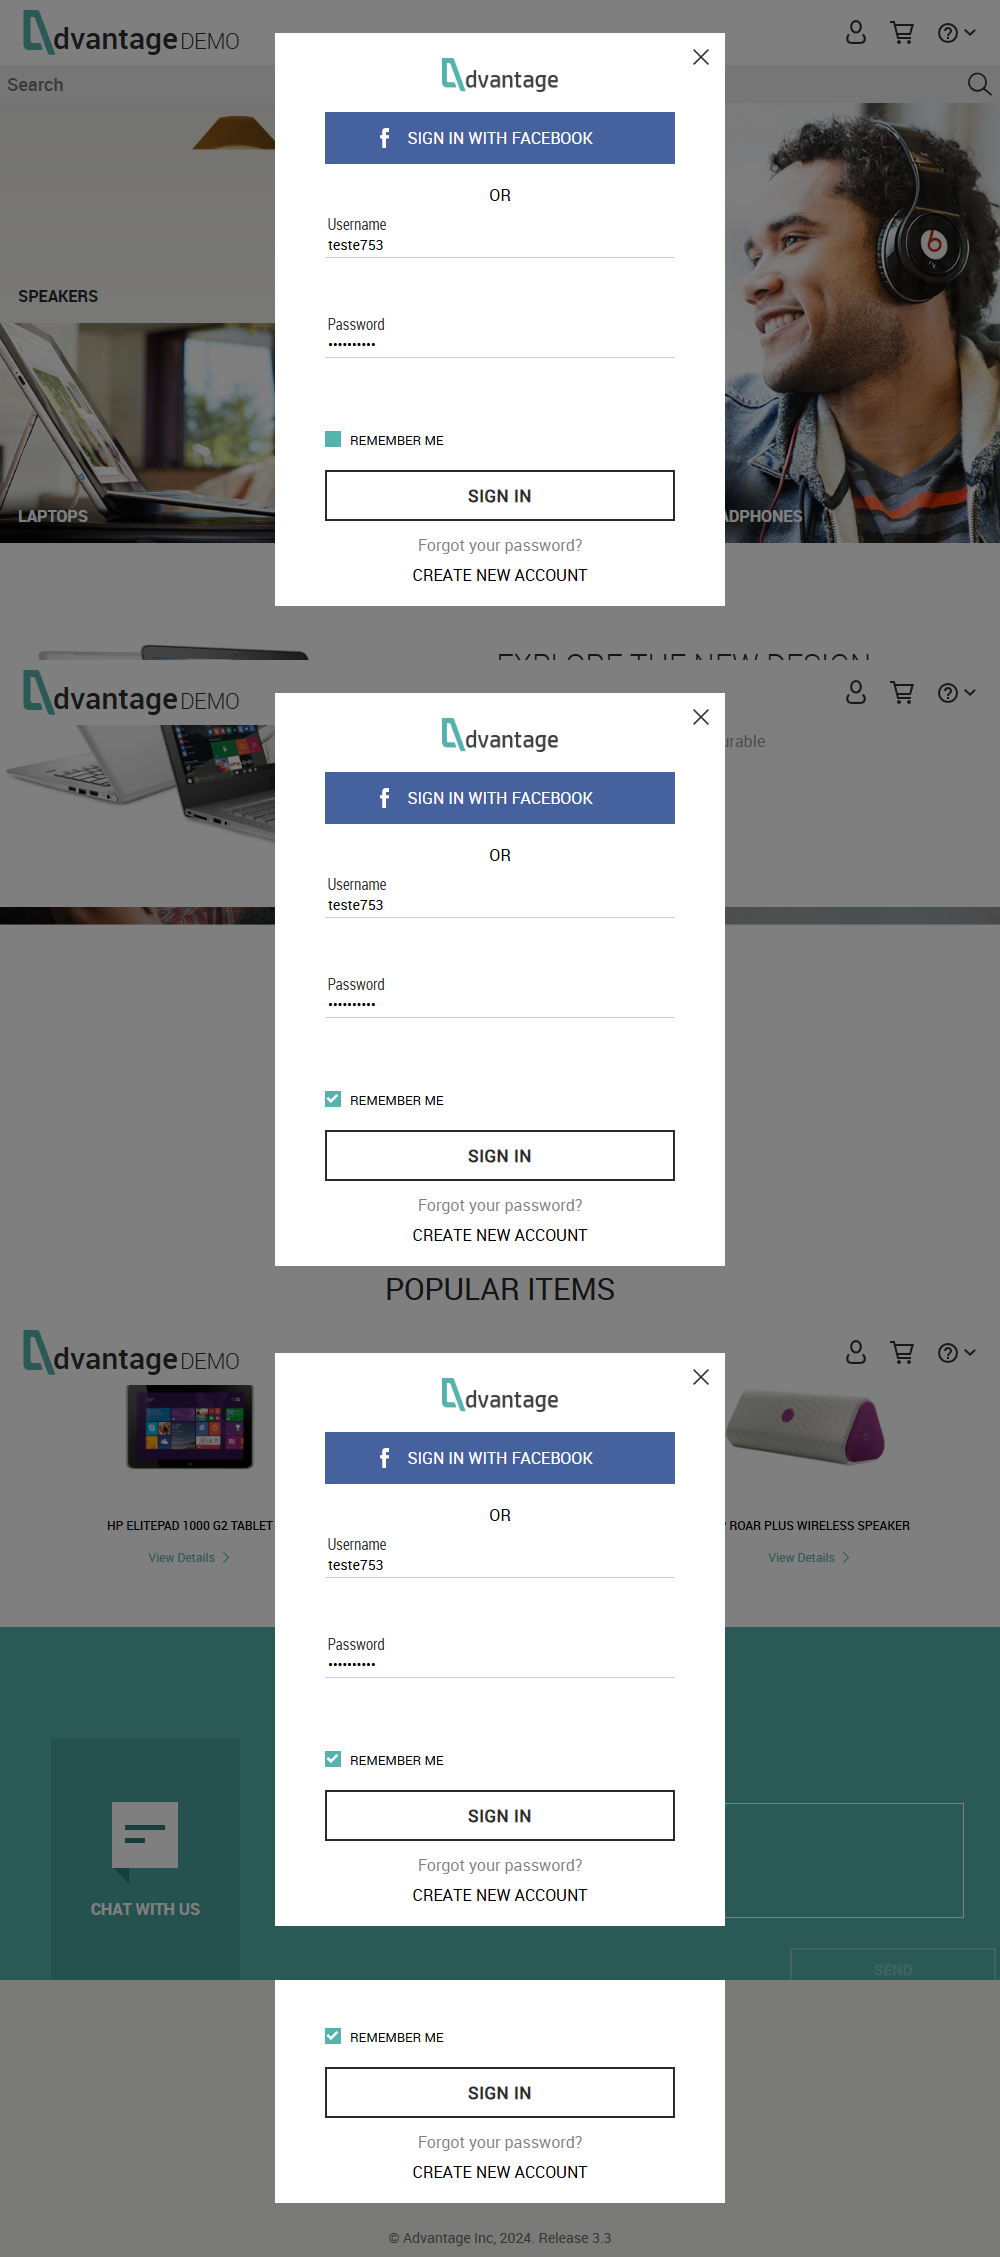 dvantage DEMO
dvantage
Search
SIGN IN WITH FACEBOOK
OR
Username
teste753
SPEAKERS
Password
REMEMBER ME
SIGN IN
LAPTOPS
ADPHONES
Forgot your password?
CREATE NEW ACCOUNT
EXPLORE THE NEW DESIGN
dvantage DEMO
dvantage
urable
SIGN IN WITH FACEBOOK
OR
Username
teste753
Password
REMEMBER ME
SIGN IN
Forgot your password?
CREATE NEW ACCOUNT
POPULAR ITEMS
dvantage DEMO
dvantage
SIGN IN WITH FACEBOOK
OR
HP ELITEPAD 1000 G2 TABLET
ROAR PLUS WIRELESS SPEAKER
Username
View Details
View Details
teste753
Password
REMEMBER ME
SIGN IN
Forgot your password?
CREATE NEW ACCOUNT
CHAT WITH US
SEND
REMEMBER ME
SIGN IN
Forgot your password?
CREATE NEW ACCOUNT
© Advantage Inc, 2024. Release 3.3